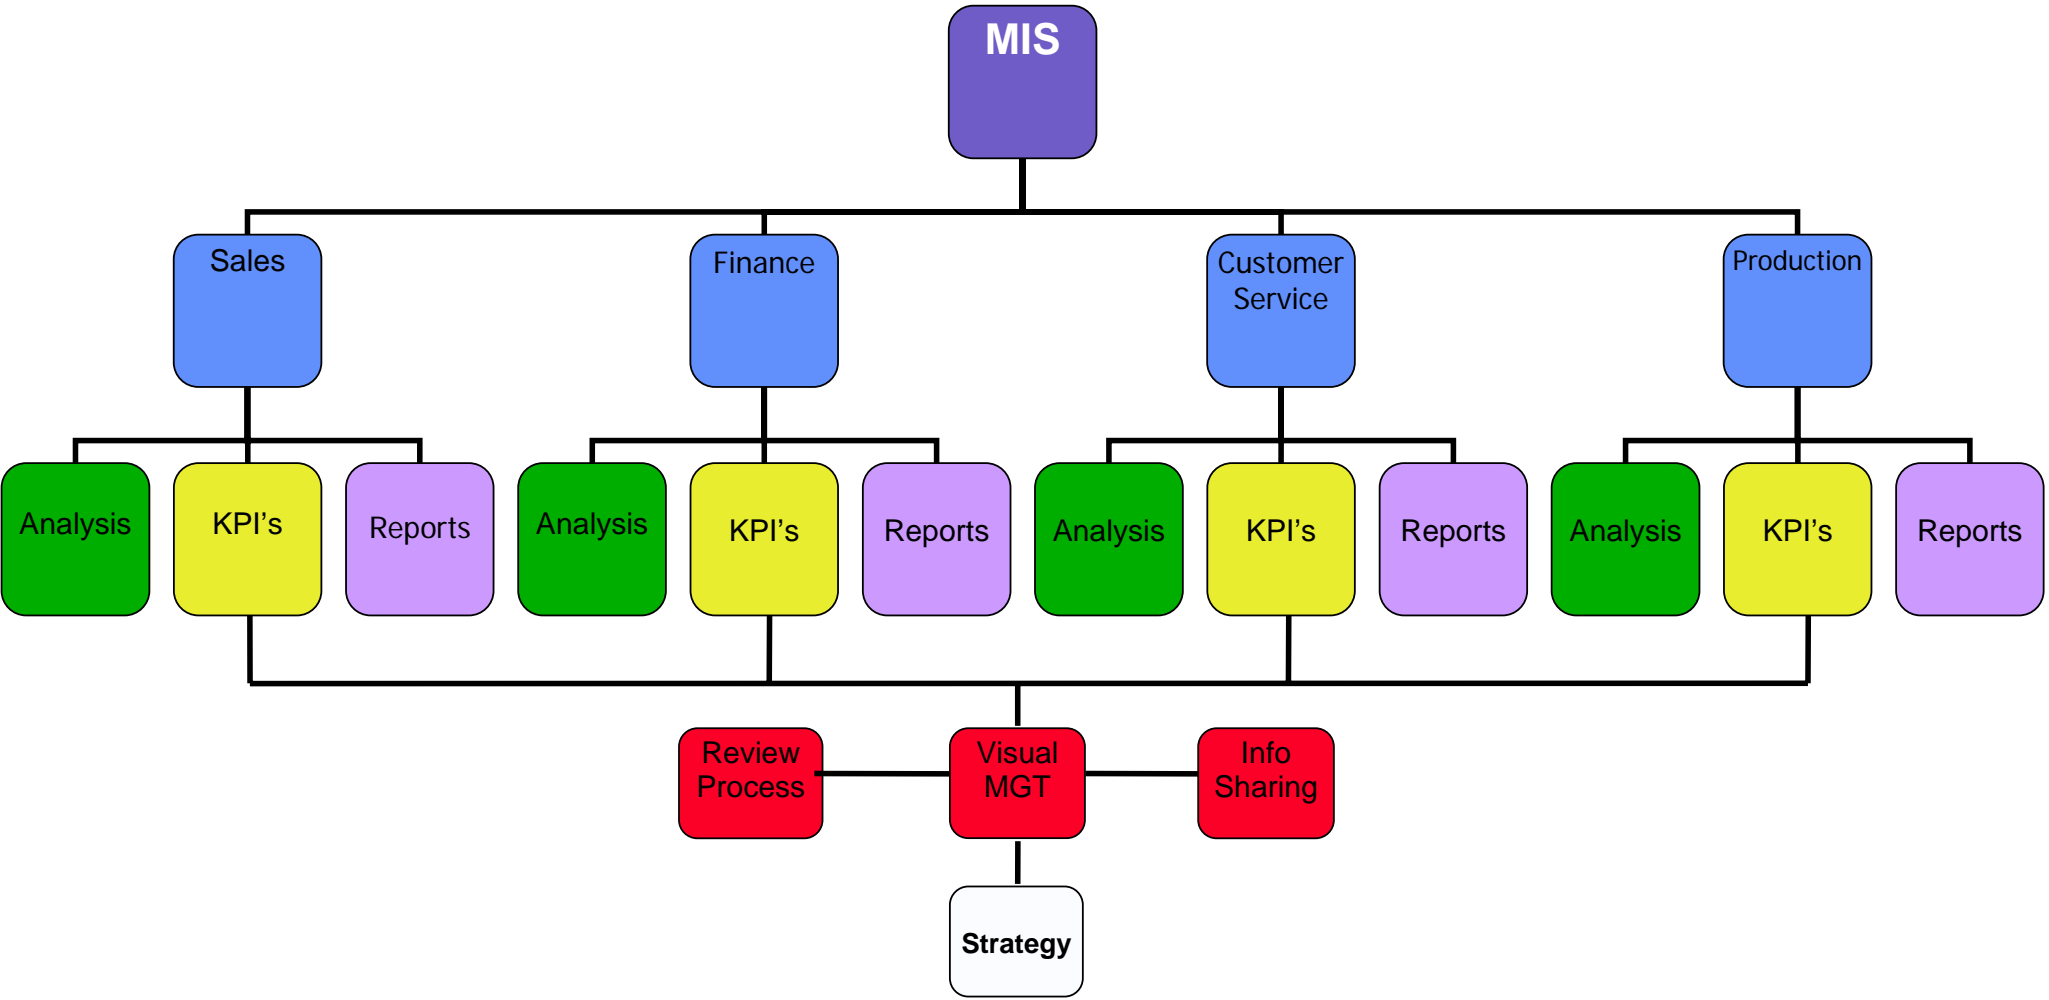 MIS
Sales
Finance
Customer
Service
Production
Analysis
KPI’s
Reports
Analysis
KPI’s
Reports
Analysis
KPI’s
Reports
Analysis
KPI’s
Reports
Review
Process
Visual
MGT
Info
Sharing
Strategy